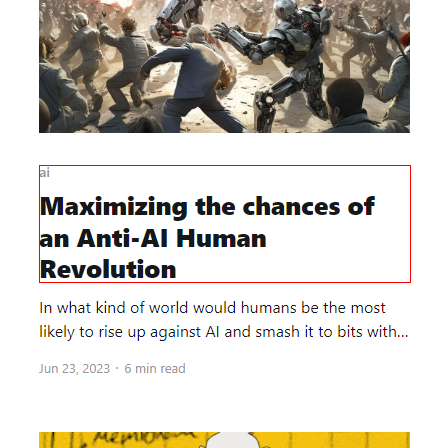 ai
Maximizing the chances of
an Anti-AI Human
Revolution
In what kind of world would humans be the most
likely to rise up against AI and smash it to bits with...
Jun 23, 2023 · 6 min read